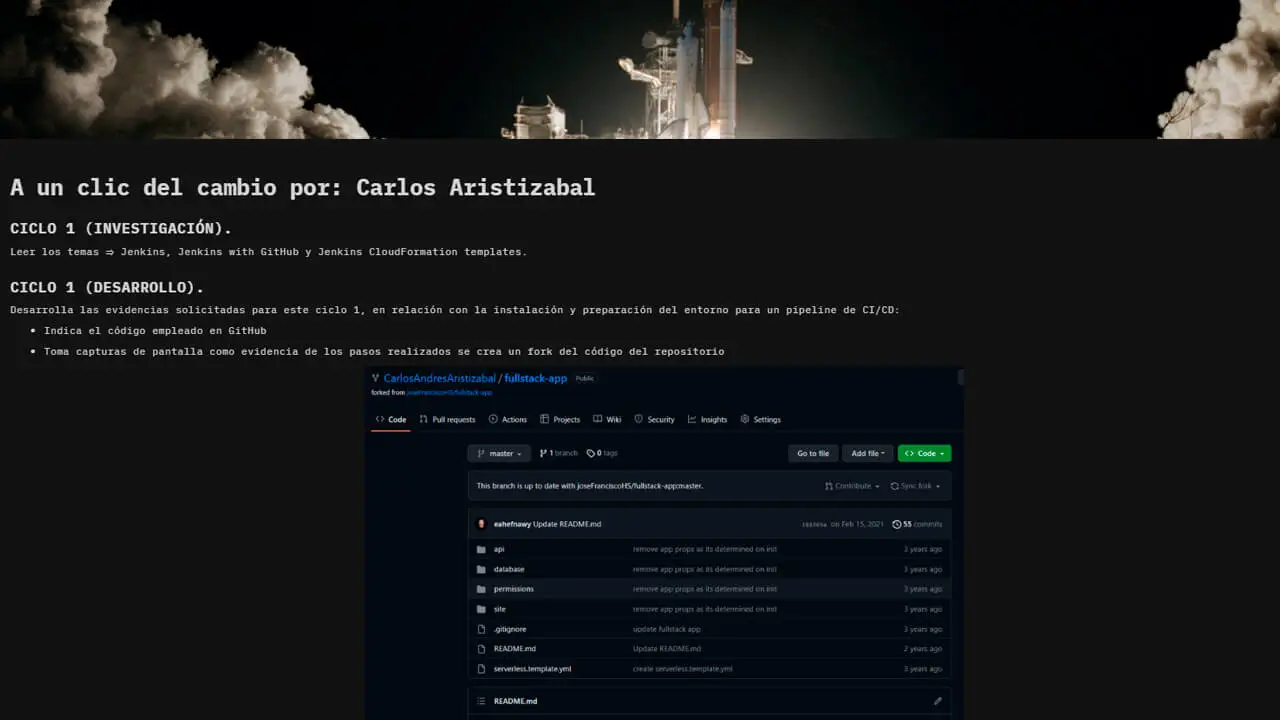 A un clic del cambio por: Carlos Aristizabal
CICLO 1 (INVESTIGACIÓN).
Leer los temas ⇒ Jenkins, Jenkins with GitHub y Jenkins CloudFormation templates.
CICLO 1 (DESARROLLO).
Desarrolla las evidencias solicitadas para este ciclo 1, en relación con la instalación y preparación del entorno para un pipeline de CI/CD:
• Indica el código empleado en GitHub
• Toma capturas de pantalla como evidencia de los pasos realizados se crea un fork del código del repositorio
CarlosAndresAristizabal / fullstack-app Public
forked from joseFranciscoHS/fullstack-app
Code Pull requests Actions Projects Wiki Security Insights Settings
master 1 branch 0 tags Go to file Add file Code
This branch is up to date with joseFranciscoHS/fullstack-app:master. Contribute Sync fork
eahefnawy Update README.md on Feb 15, 2021 55 commits
api remove app props as its determined on init 3 years ago
database remove app props as its determined on init 3 years ago
permissions remove app props as its determined on init 3 years ago
site remove app props as its determined on init 3 years ago
.gitignore update fullstack app 3 years ago
README.md Update README.md 2 years ago
serverless.template.yml create serverless.template.yml 3 years ago
README.md